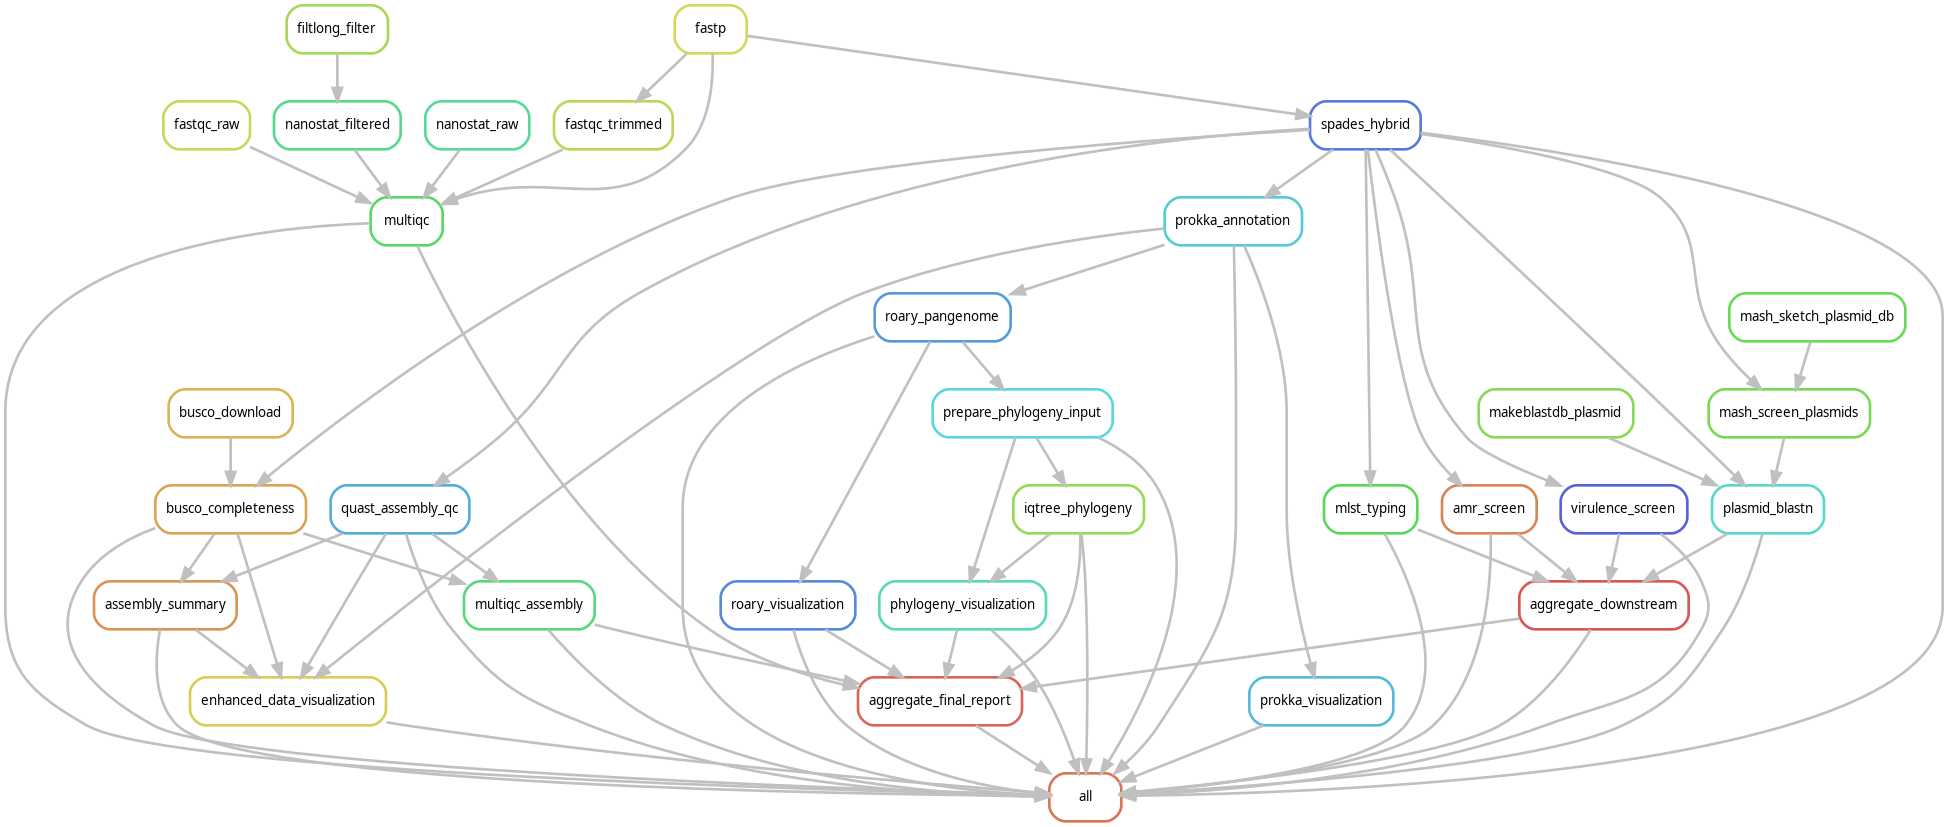 filtlong_filter
fastp
fastqc_raw
nanostat_filtered
nanostat_raw
fastqc_trimmed
spades_hybrid
multiqc
prokka_annotation
roary_pangenome
mash_sketch_plasmid_db
busco_download
prepare_phylogeny_input
makeblastdb_plasmid
mash_screen_plasmids
busco_completeness
quast_assembly_qc
iqtree_phylogeny
mlst_typing
amr_screen
virulence_screen
plasmid_blastn
assembly_summary
multiqc_assembly
roary_visualization
phylogeny_visualization
aggregate_downstream
enhanced_data_visualization
aggregate_final_report
prokka_visualization
all